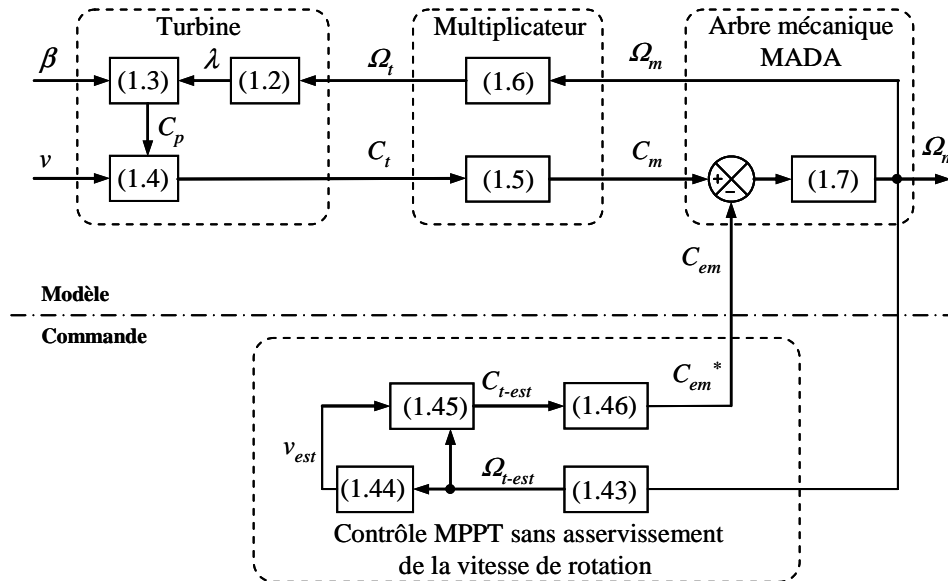 Turbine
Multiplicateur
Arbre mécanique
MADA
β
(1.3)
λ
(1.2)
Ω_t
(1.6)
Ω_m
C_p
v
(1.4)
C_t
(1.5)
C_m
+
−
(1.7)
Ω_m
C_em
Modèle
Commande
C_em*
(1.45)
C_t-est
(1.46)
v_est
(1.44)
Ω_t-est
(1.43)
Contrôle MPPT sans asservissement
de la vitesse de rotation